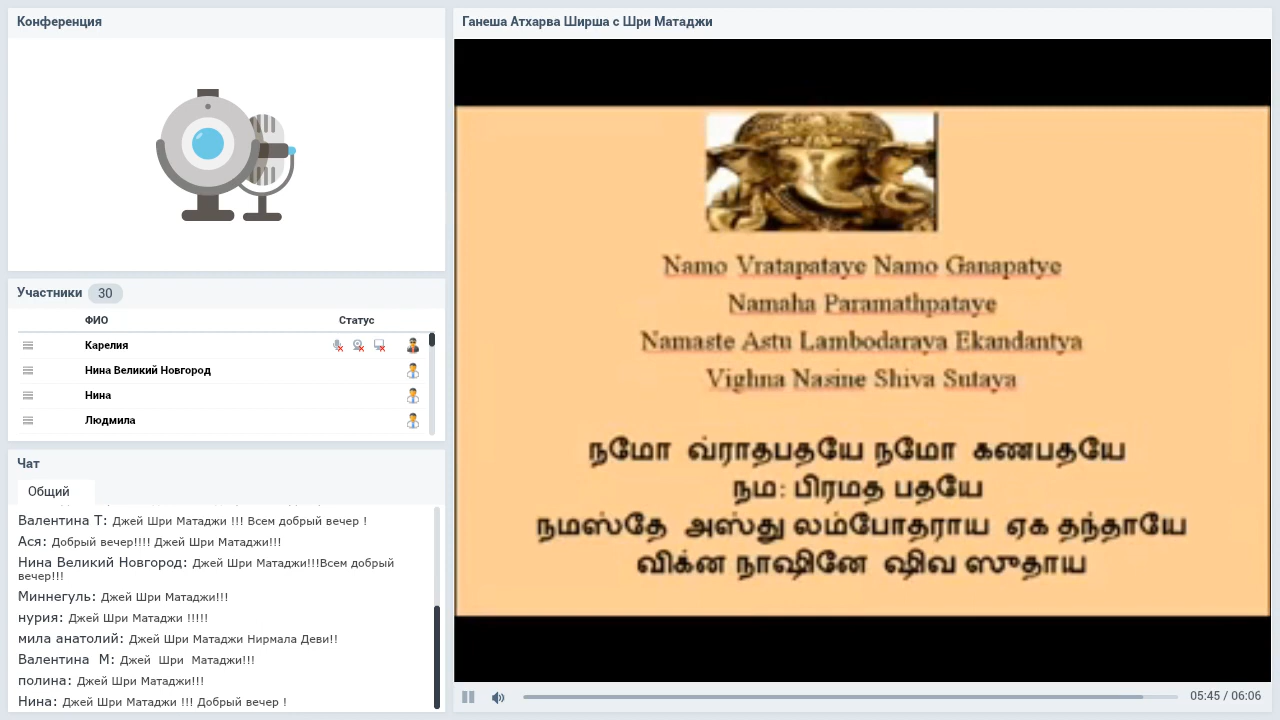 Конференция
Участники 30
ФИО Статус
Карелия
Нина Великий Новгород
Нина
Людмила
Чат
Общий
Валентина Т: Джей Шри Матаджи !!! Всем добрый вечер !
Ася: Добрый вечер!!!! Джей Шри Матаджи!!!
Нина Великий Новгород: Джей Шри Матаджи!!!Всем добрый
вечер!!!
Миннегуль: Джей Шри Матаджи!!!
нурия: Джей Шри Матаджи !!!!!
мила анатолий: Джей Шри Матаджи Нирмала Деви!!
Валентина М: Джей Шри Матаджи!!!
полина: Джей Шри Матаджи!!!
Нина: Джей Шри Матаджи !!! Добрый вечер !
Ганеша Атхарва Ширша с Шри Матаджи
Namo Vratapataye Namo Ganapatye
Namaha Paramathpataye
Namaste Astu Lambodaraya Ekandantya
Vighna Nasine Shiva Sutaya
நமோ வ்ராதபதயே நமோ கணபதயே
நம: பிரமத பதயே
நமஸ்தே அஸ்து லம்போதராய ஏக தந்தாயே
விக்ன நாஷினே ஷிவ ஸுதாய
05:45 / 06:06